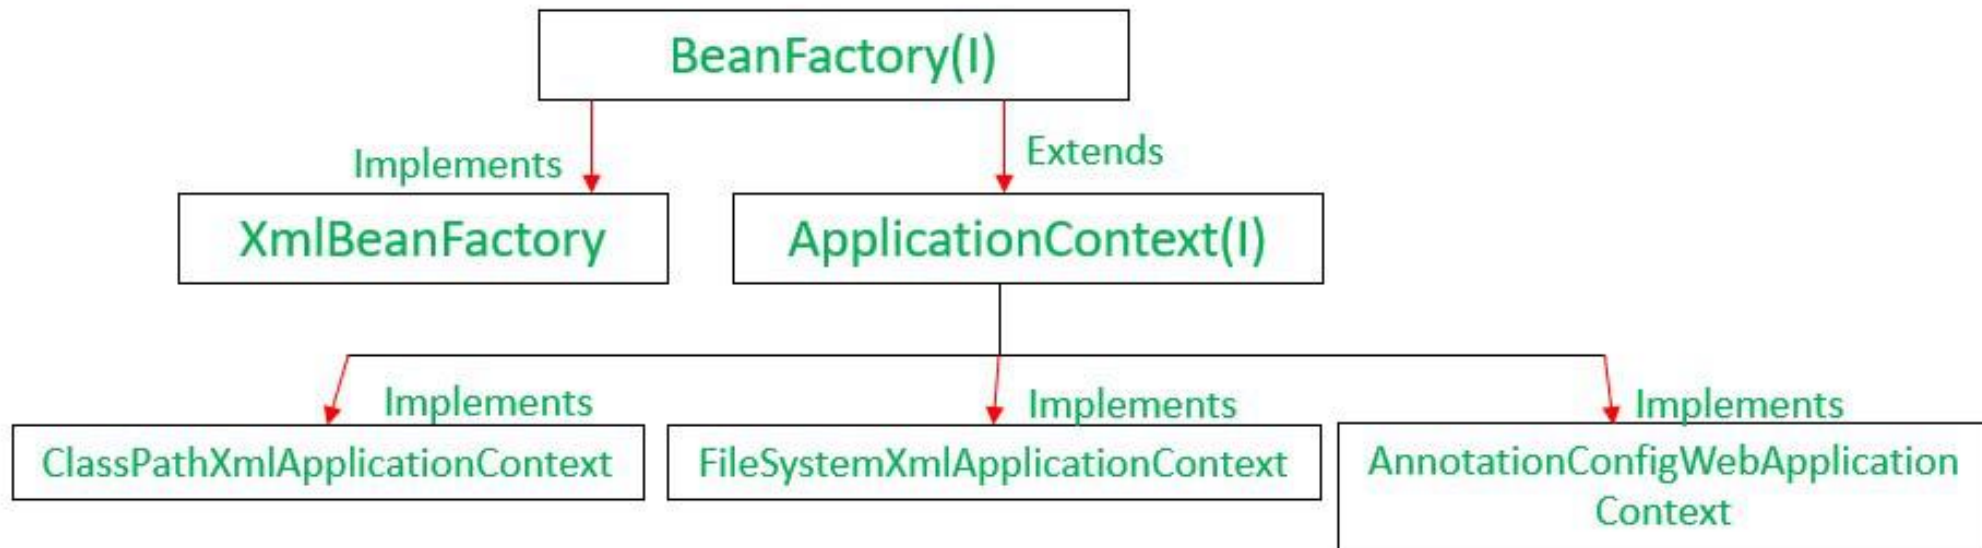 BeanFactory(I)
Implements
Extends
XmlBeanFactory
ApplicationContext(I)
Implements
Implements
Implements
ClassPathXmlApplicationContext
FileSystemXmlApplicationContext
AnnotationConfigWebApplication
Context